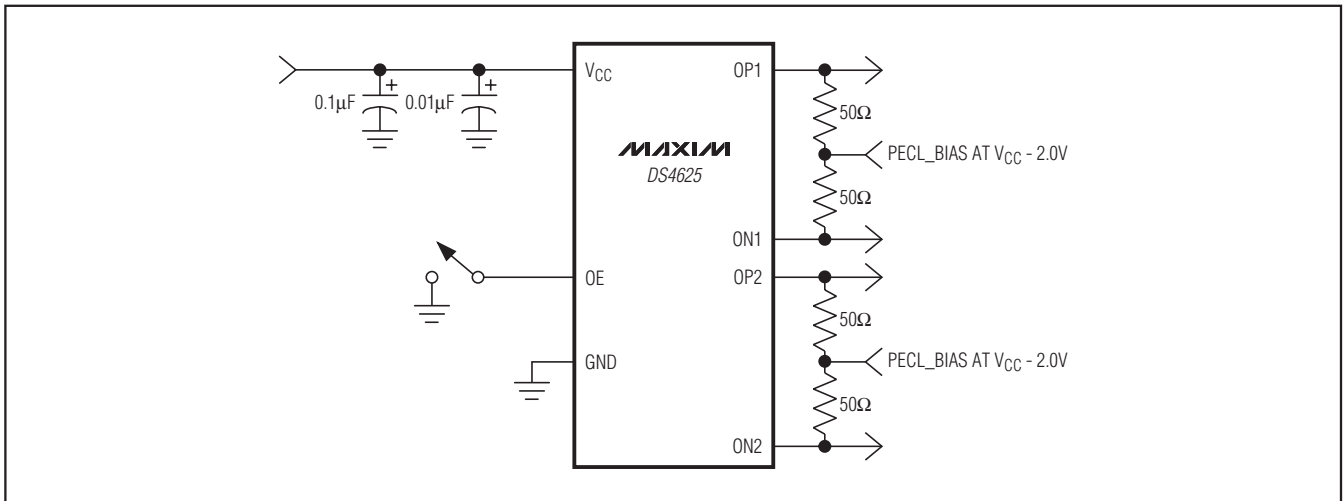 VCC
OP1
+
+
0.1µF
0.01µF
50Ω
MAXIM
DS4625
PECL_BIAS AT VCC - 2.0V
50Ω
ON1
OE
OP2
50Ω
GND
PECL_BIAS AT VCC - 2.0V
50Ω
ON2